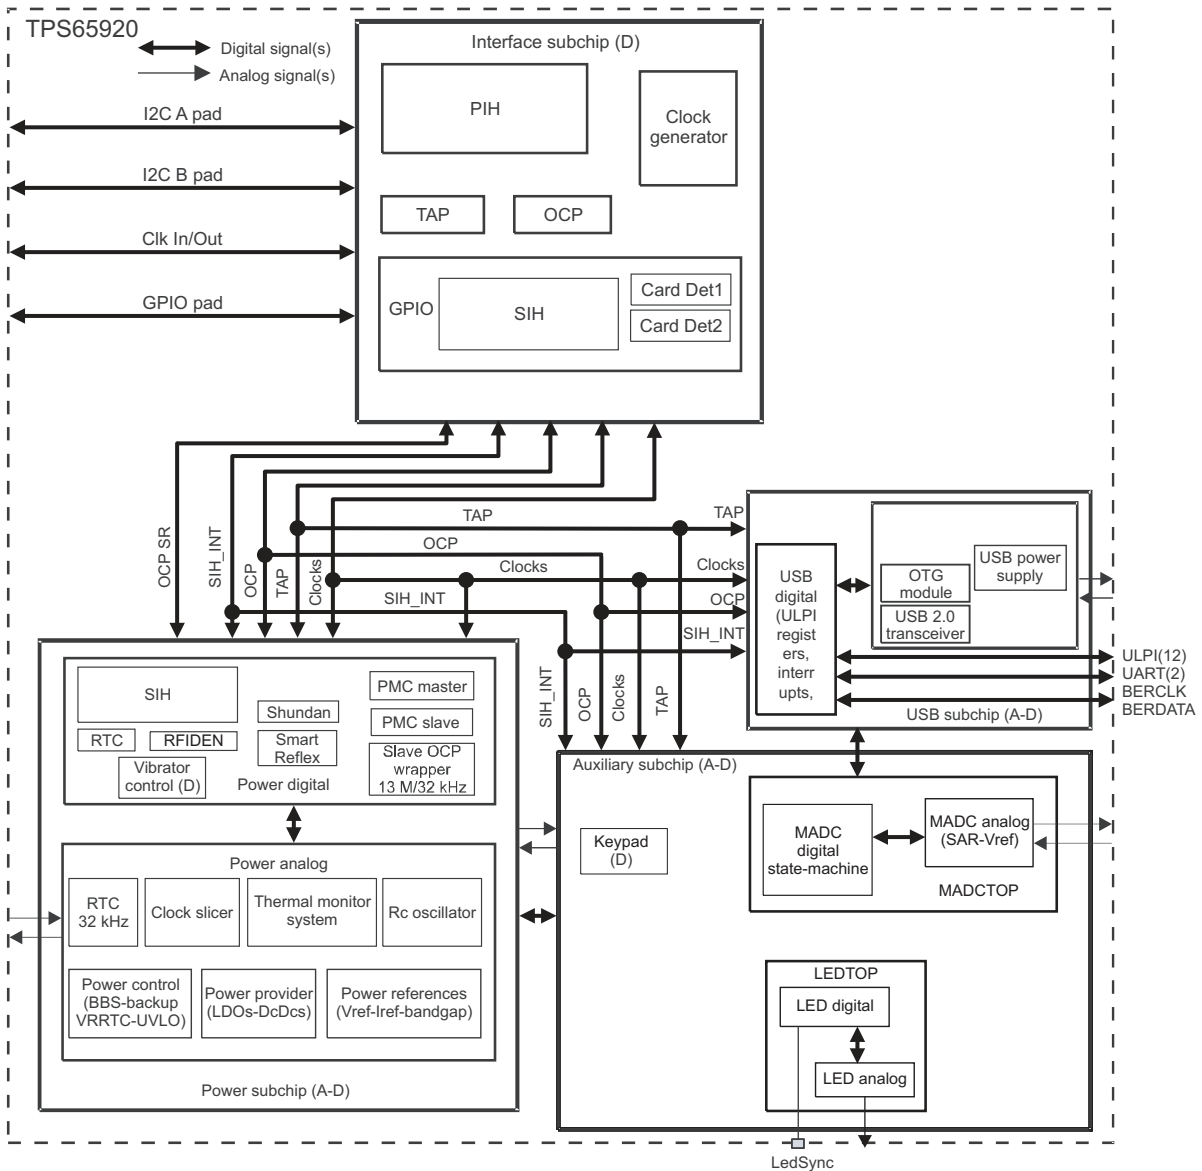 TPS65920
Digital signal(s)
Analog signal(s)
I2C A pad
I2C B pad
Clk In/Out
GPIO pad
Interface subchip (D)
PIH
Clock
generator
TAP
OCP
GPIO
SIH
Card Det1
Card Det2
OCP SR
SIH_INT
OCP
TAP
Clocks
TAP
OCP
Clocks
SIH_INT
TAP
Clocks
OCP
SIH_INT
SIH_INT
OCP
Clocks
TAP
USB
digital
(ULPI
regist
ers,
interr
upts,
OTG
module
USB 2.0
transceiver
USB power
supply
USB subchip (A-D)
ULPI(12)
UART(2)
BERCLK
BERDATA
SIH
RTC
RFIDEN
Vibrator
control (D)
Shundan
Smart
Reflex
PMC master
PMC slave
Slave OCP
wrapper
13 M/32 kHz
Power digital
Power analog
RTC
32 kHz
Clock slicer
Thermal monitor
system
Rc oscillator
Power control
(BBS-backup
VRRTC-UVLO)
Power provider
(LDOs-DcDcs)
Power references
(Vref-Iref-bandgap)
Power subchip (A-D)
Auxiliary subchip (A-D)
Keypad
(D)
MADC
digital
state-machine
MADC analog
(SAR-Vref)
MADCTOP
LEDTOP
LED digital
LED analog
LedSync